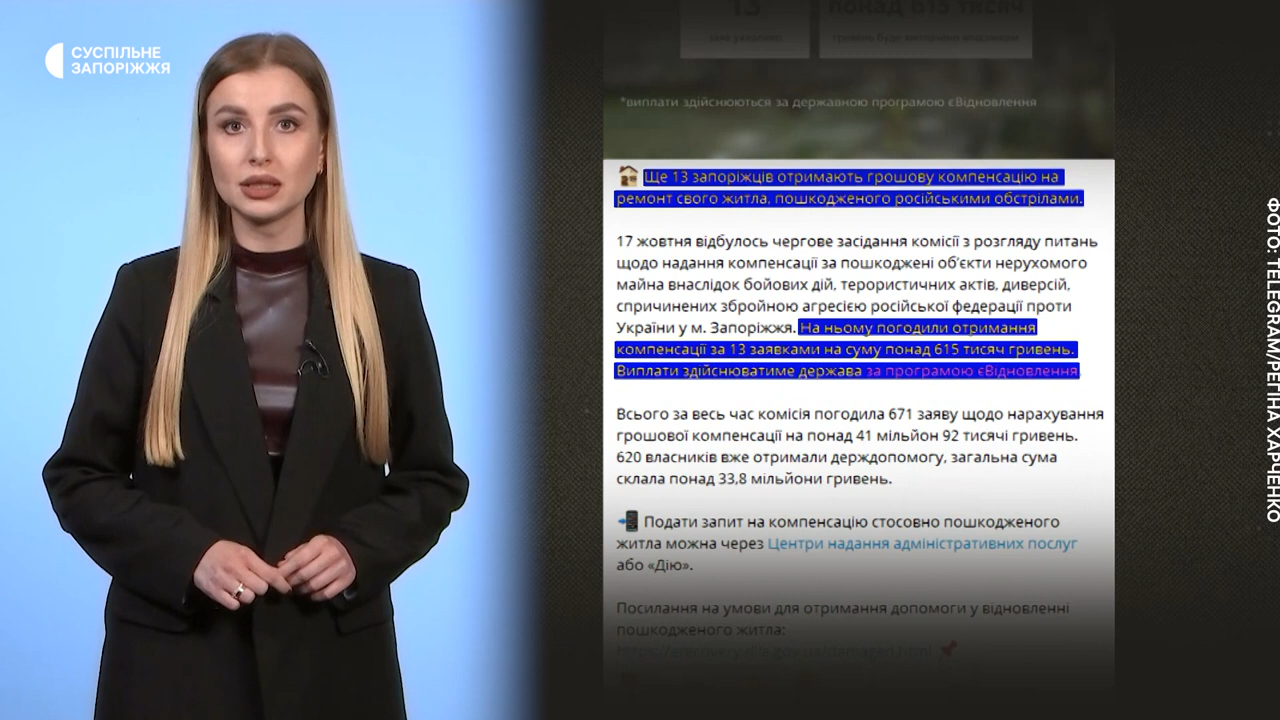 СУСПІЛЬНЕ
ЗАПОРІЖЖЯ
13
понад 615 тисяч
*виплати здійснюються за державною програмою єВідновлення
Ще 13 запоріжців отримають грошову компенсацію на
ремонт свого житла, пошкодженого російськими обстрілами.
17 жовтня відбулось чергове засідання комісії з розгляду питань
щодо надання компенсації за пошкоджені об'єкти нерухомого
майна внаслідок бойових дій, терористичних актів, диверсій,
спричинених збройною агресією російської федерації проти
України у м. Запоріжжя. На ньому погодили отримання
компенсації за 13 заявками на суму понад 615 тисяч гривень.
Виплати здійснюватиме держава за програмою єВідновлення.
Всього за весь час комісія погодила 671 заяву щодо нарахування
грошової компенсації на понад 41 мільйон 92 тисячі гривень.
620 власників вже отримали держдопомогу, загальна сума
склала понад 33,8 мільйони гривень.
Подати запит на компенсацію стосовно пошкодженого
житла можна через Центри надання адміністративних послуг
або «Дію».
Посилання на умови для отримання допомоги у відновленні
пошкодженого житла:
ФОТО: TELEGRAM/РЕГІНА ХАРЧЕНКО